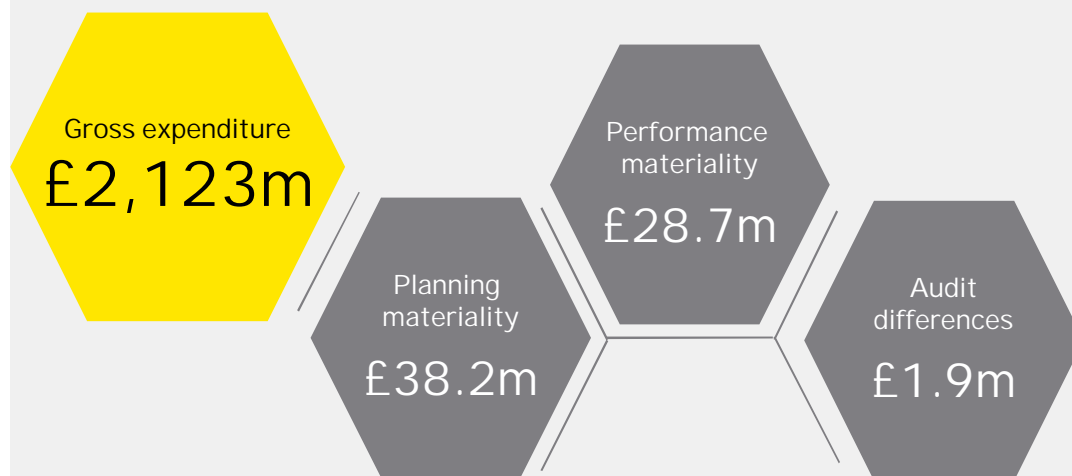 Gross expenditure
£2,123m
Planning
materiality
£38.2m
Performance
materiality
£28.7m
Audit
differences
£1.9m